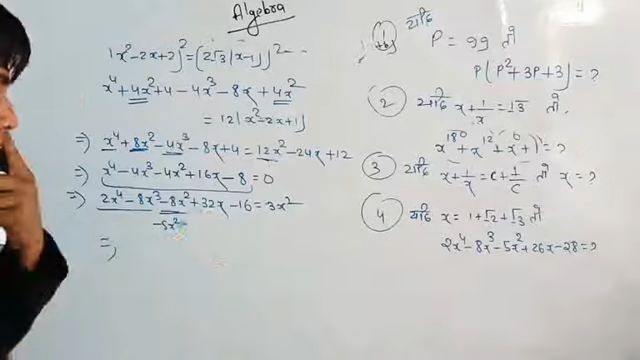 Algebra
(x²-2x+2)² = (2√3(x-1))²
x⁴+4x²+4-4x³-8x+4x²
= 12(x²-2x+1)
⇒ x⁴+8x²-4x³-8x+4=12x²-24x+12
⇒ x⁴-4x³-4x²+16x-8=0
⇒ 2x⁴-8x³-8x²+32x-16=3x²
-5x²
⇒
1 यदि
P = 99 तो
P(P²+3P+3) = ?
2 यदि x+1/x = √3 तो
x¹⁸⁰+x¹²+x+1 = ?
3 यदि x+1/x = c+1/c तो x = ?
4 यदि x = 1+√2+√3 तो
2x⁴-8x³-5x²+26x-28=?